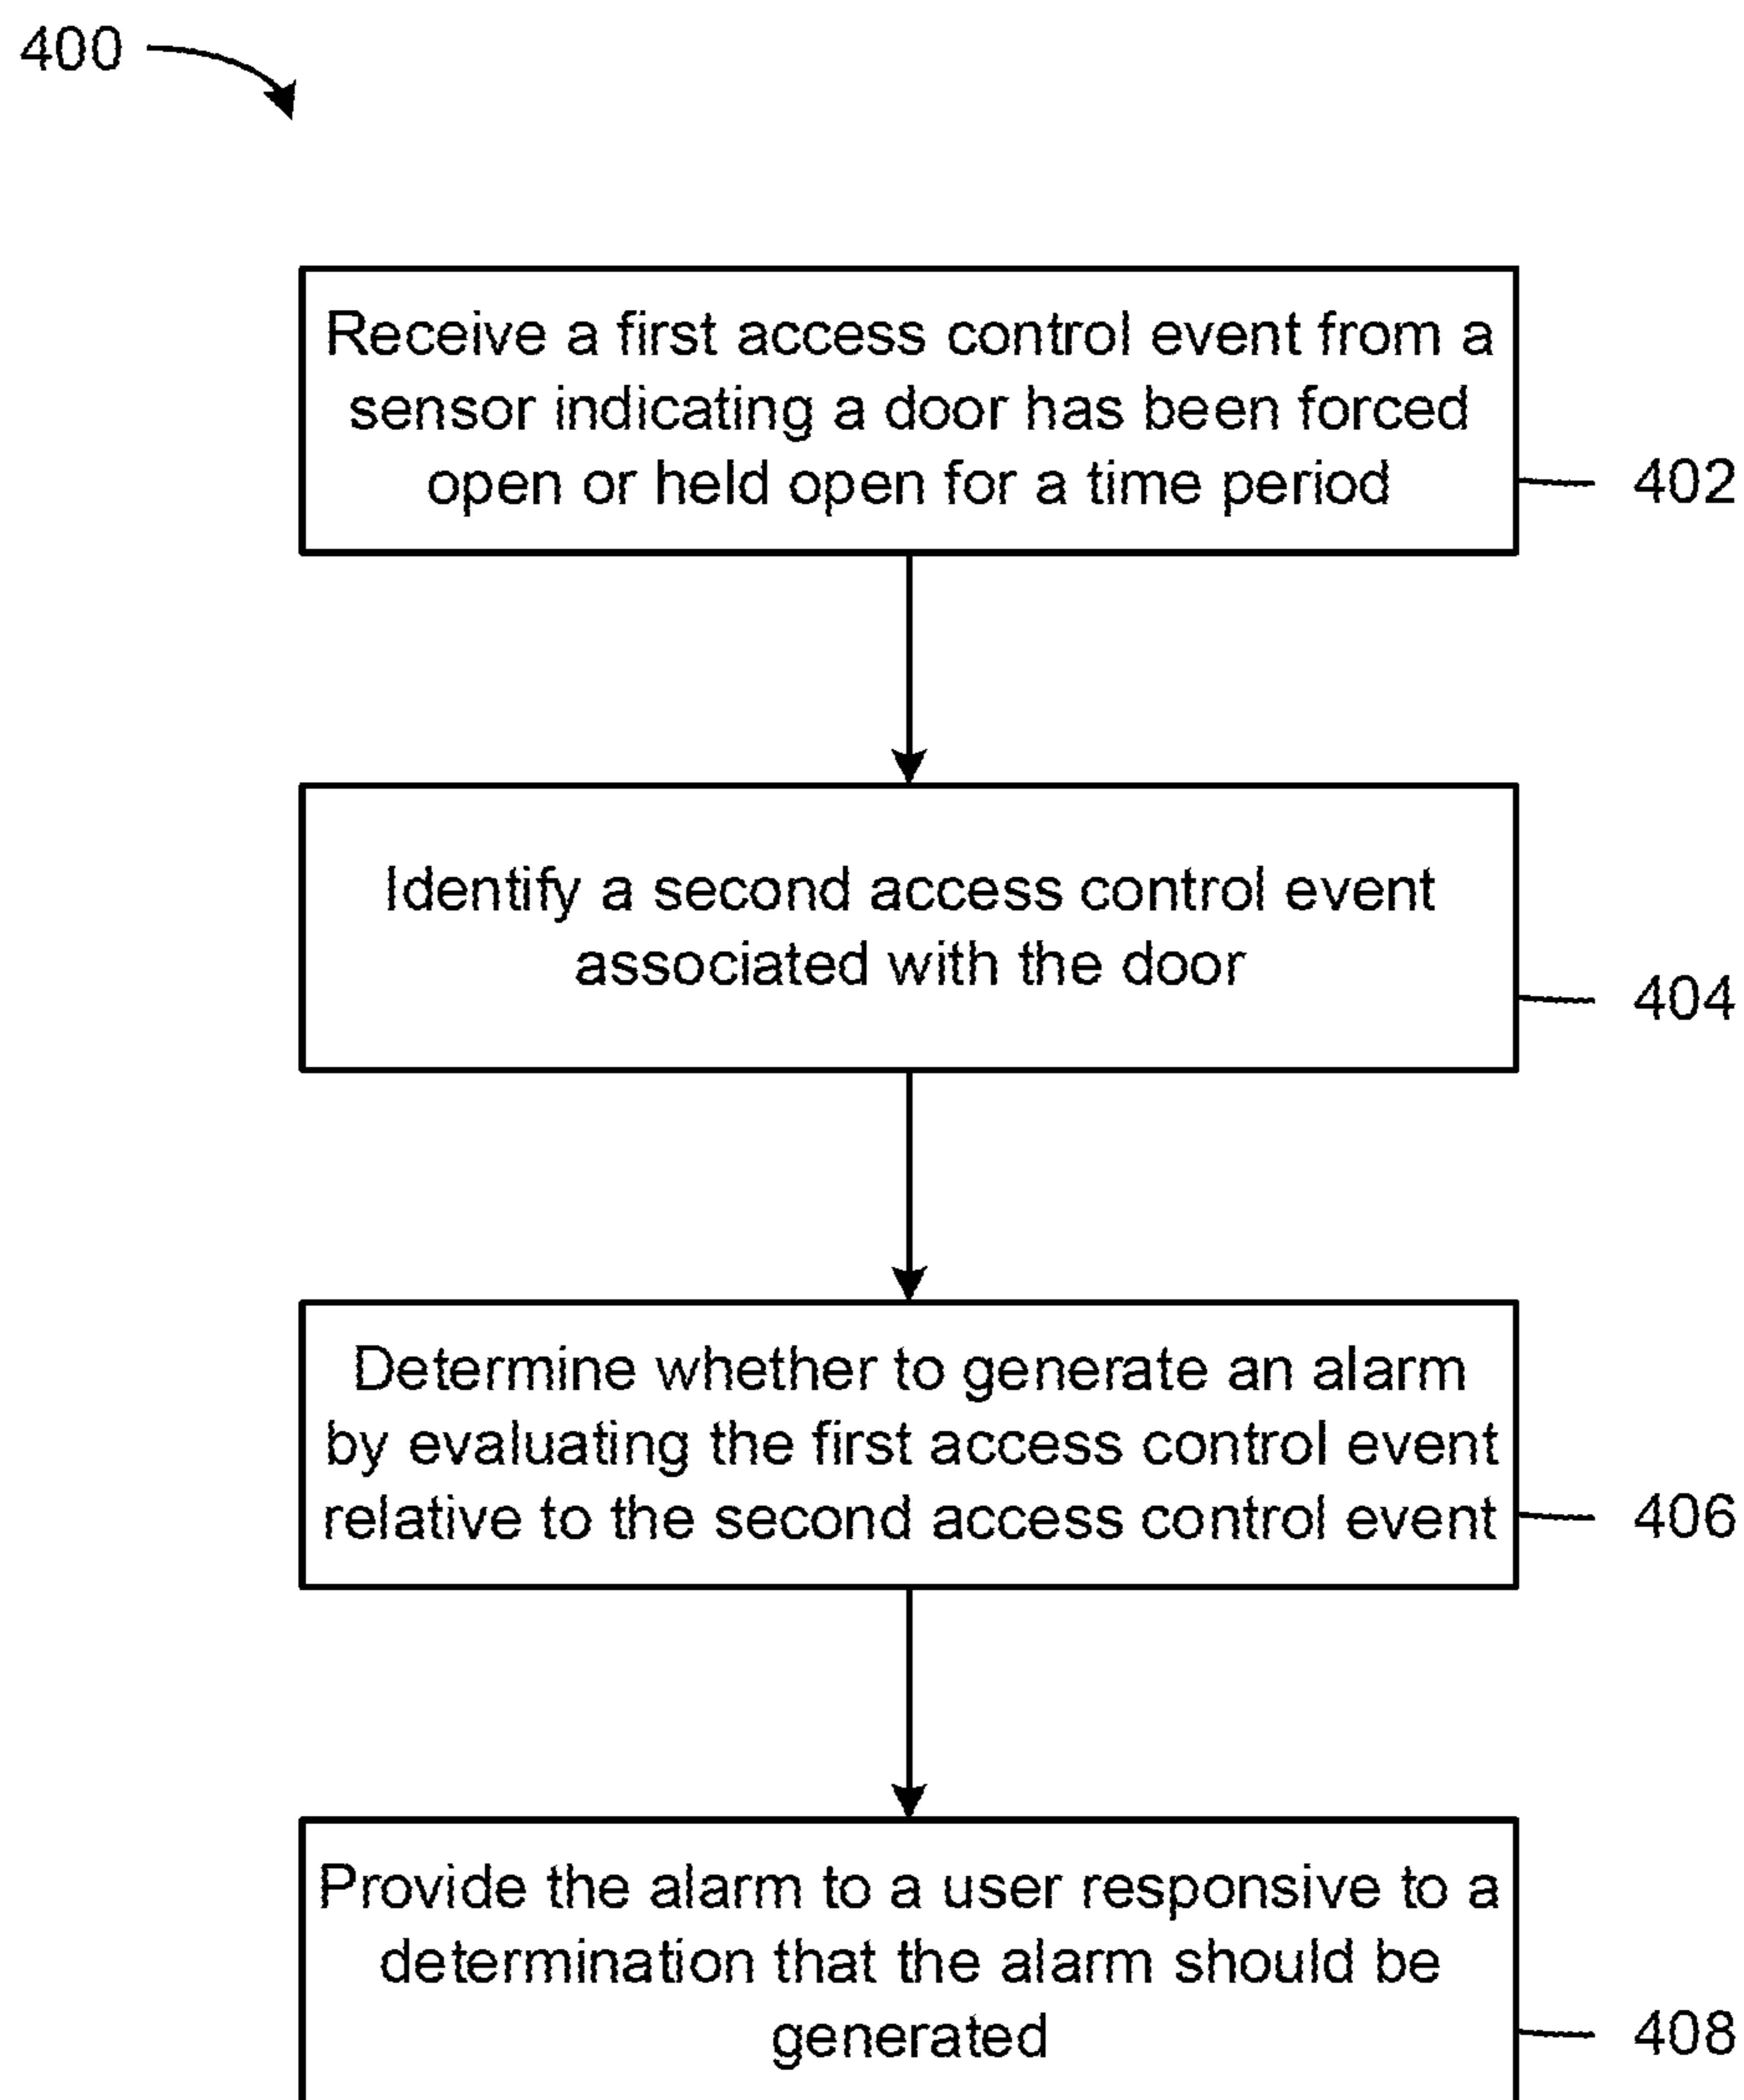 400
Receive a first access control event from a
sensor indicating a door has been forced
open or held open for a time period
402
Identify a second access control event
associated with the door
404
Determine whether to generate an alarm
by evaluating the first access control event
relative to the second access control event
406
Provide the alarm to a user responsive to a
determination that the alarm should be
generated
408